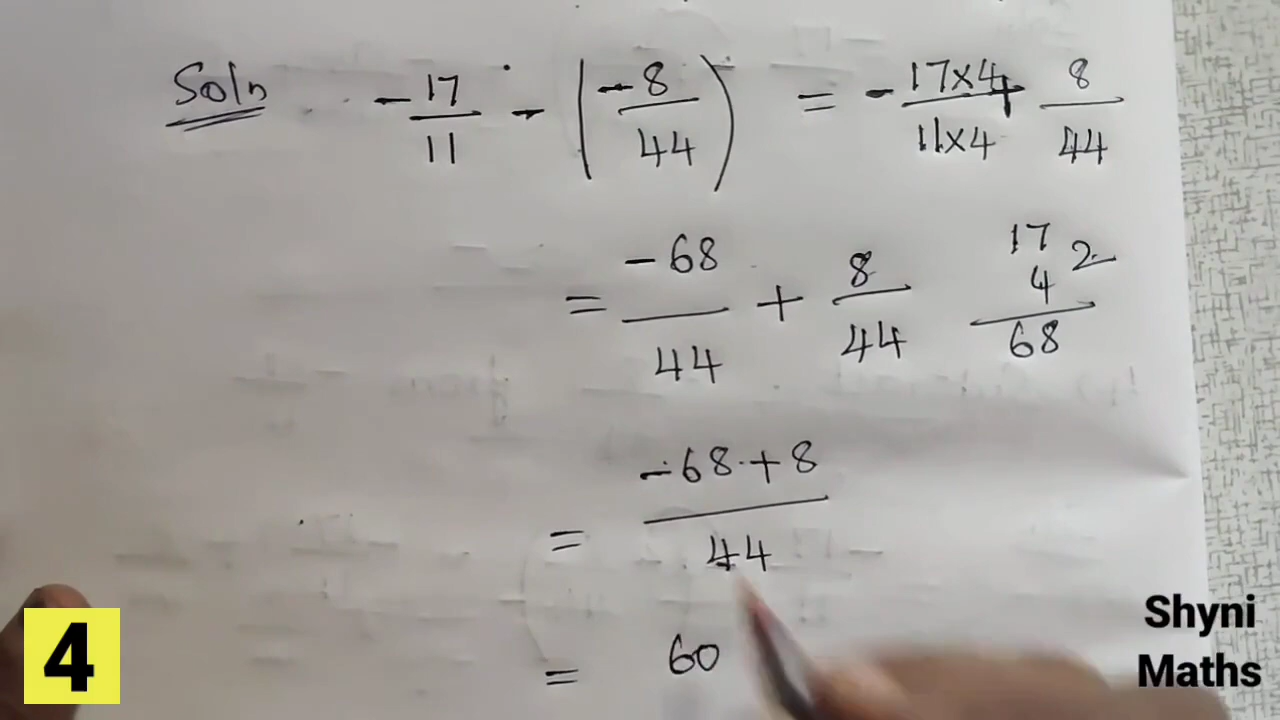 Soln -17/11 - (-8/44) = -17×4/11×4 + 8/44
= -68/44 + 8/44
17 2
4
68
= -68+8/44
= 60
4
Shyni
Maths